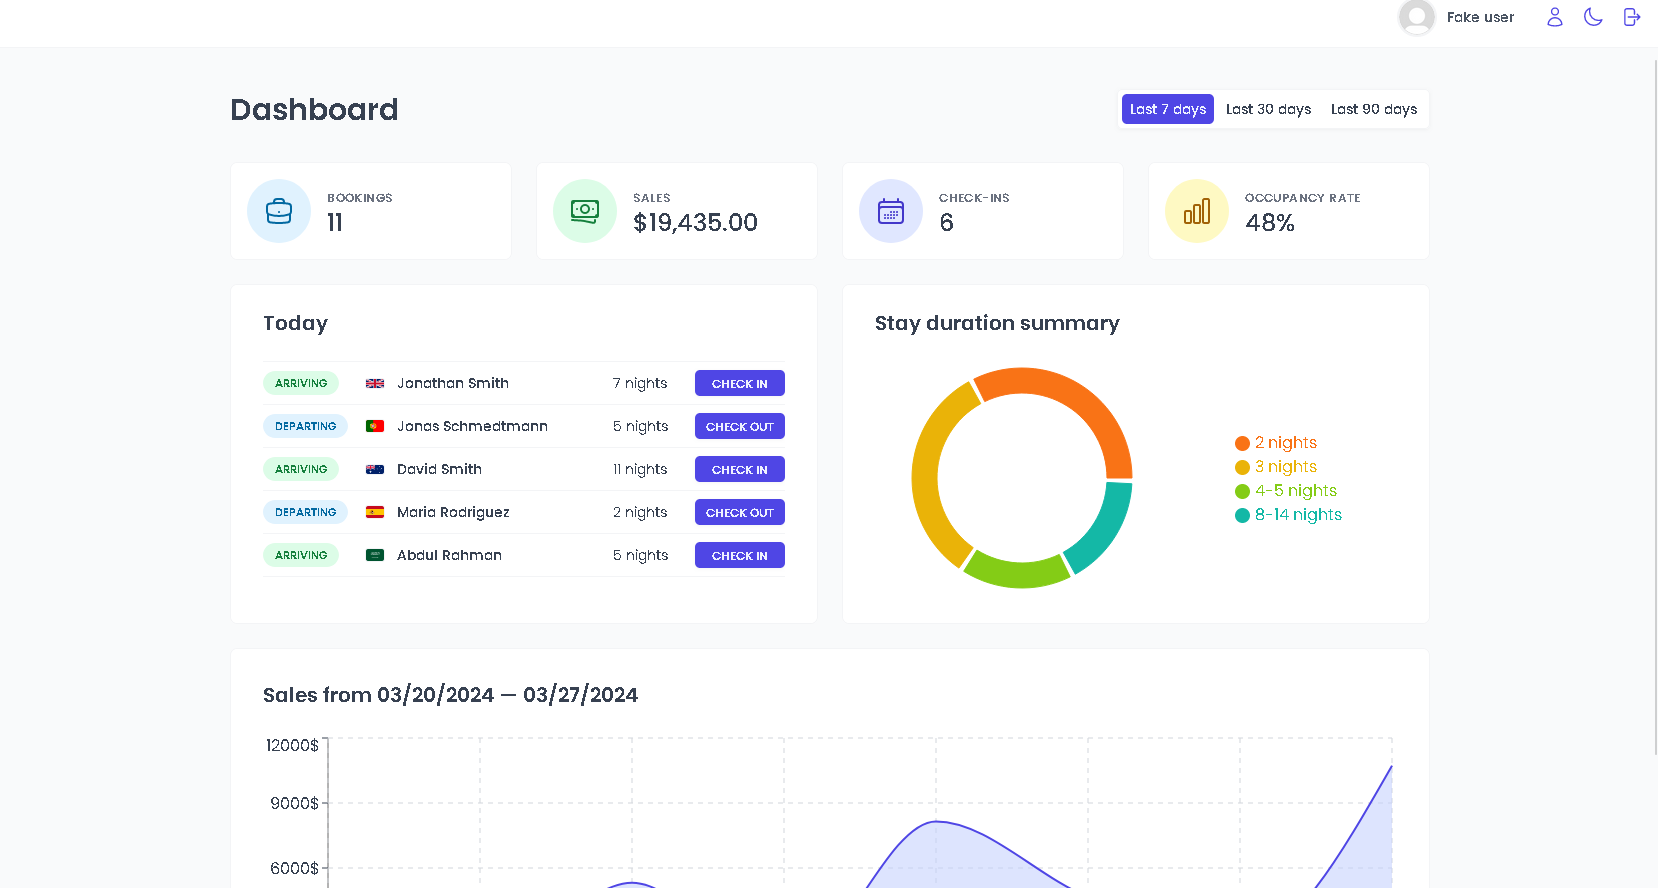 Fake user
Dashboard
Last 7 days Last 30 days Last 90 days
BOOKINGS
11
SALES
$19,435.00
CHECK-INS
6
OCCUPANCY RATE
48%
Today
ARRIVING Jonathan Smith 7 nights CHECK IN
DEPARTING Jonas Schmedtmann 5 nights CHECK OUT
ARRIVING David Smith 11 nights CHECK IN
DEPARTING Maria Rodriguez 2 nights CHECK OUT
ARRIVING Abdul Rahman 5 nights CHECK IN
Stay duration summary
2 nights
3 nights
4-5 nights
8-14 nights
Sales from 03/20/2024 — 03/27/2024
12000$
9000$
6000$